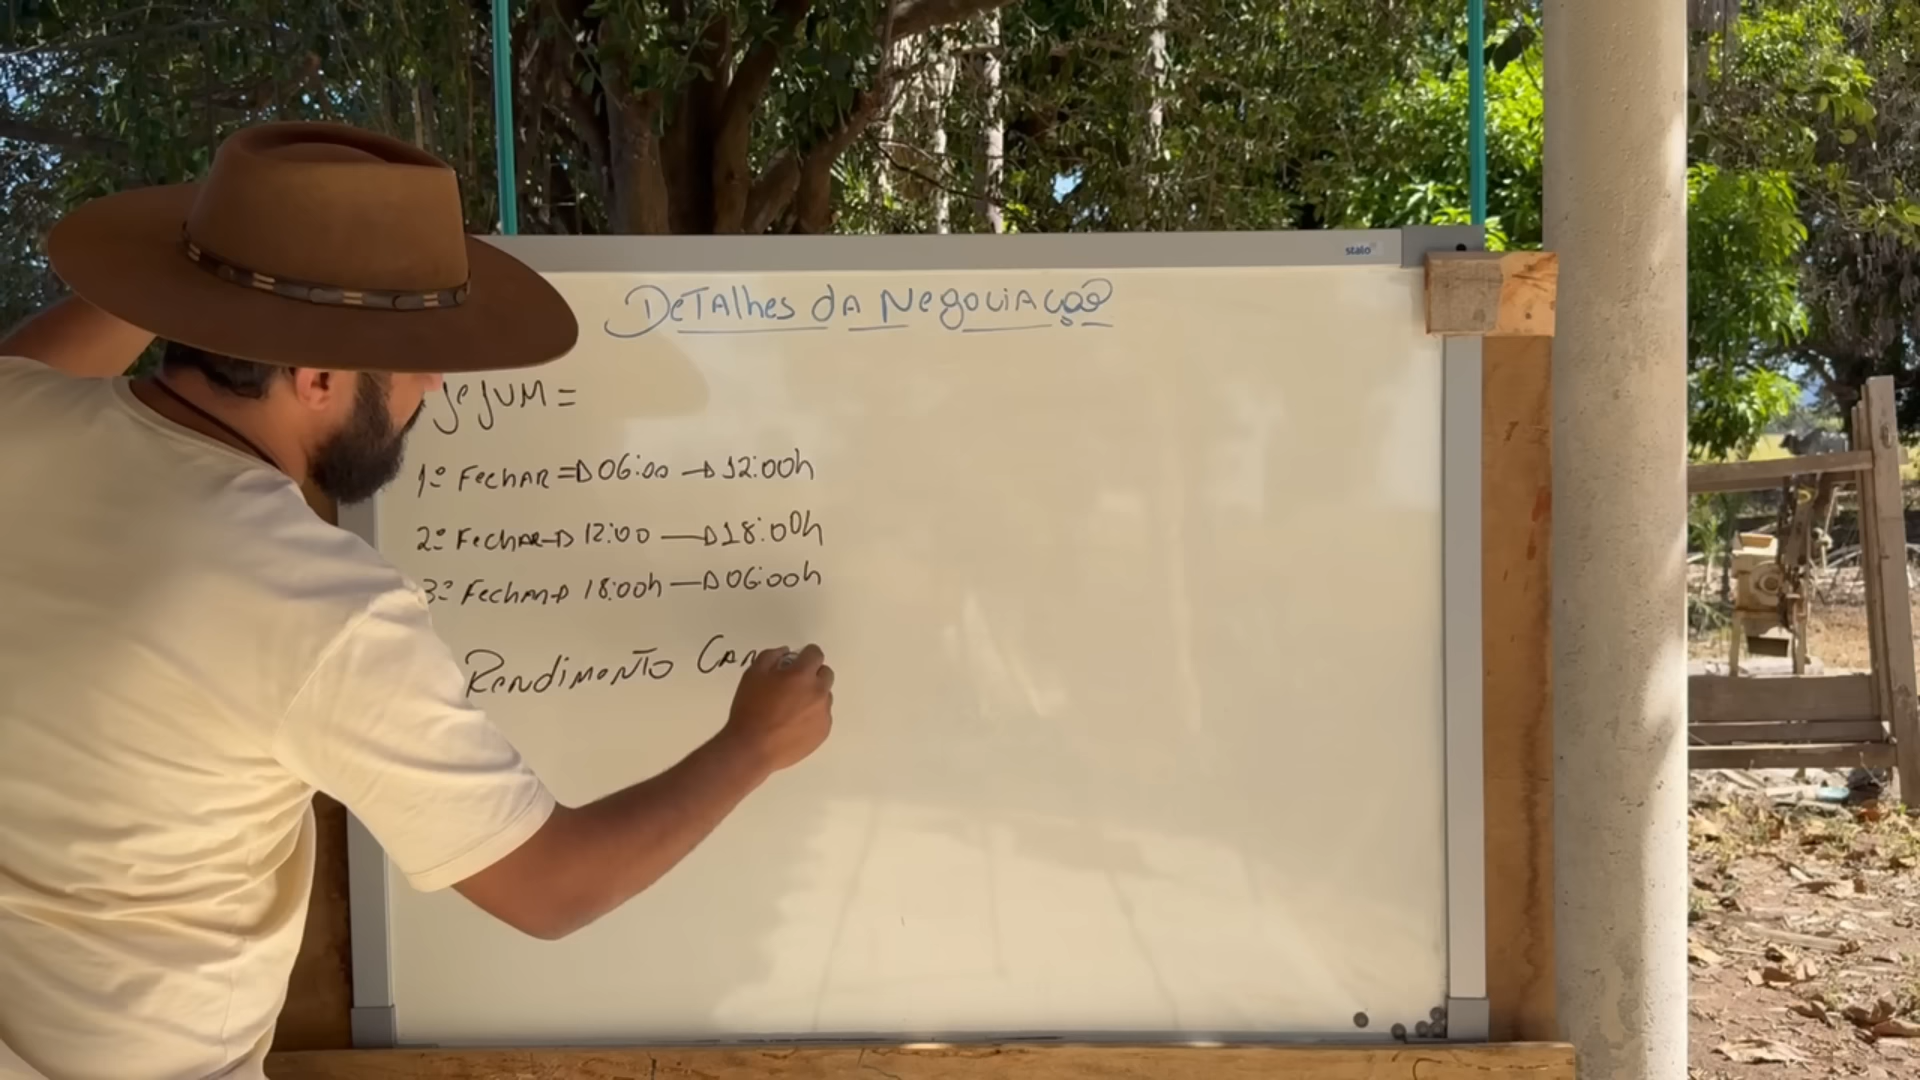 stalo
DeTAlhes dA NegociAção
JeJUM =
1º FechAR => 06:00 → 12:00h
2º FechAR → 12:00 → 18:00h
3º FechAR → 18:00h → 06:00h
RendimenTo